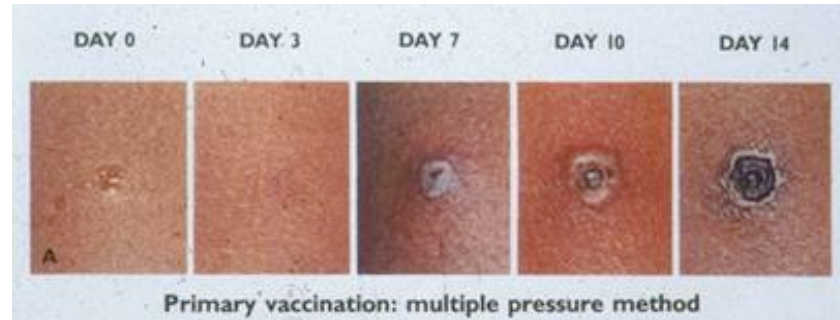 DAY 0 DAY 3 DAY 7 DAY 10 DAY 14
A
Primary vaccination: multiple pressure method